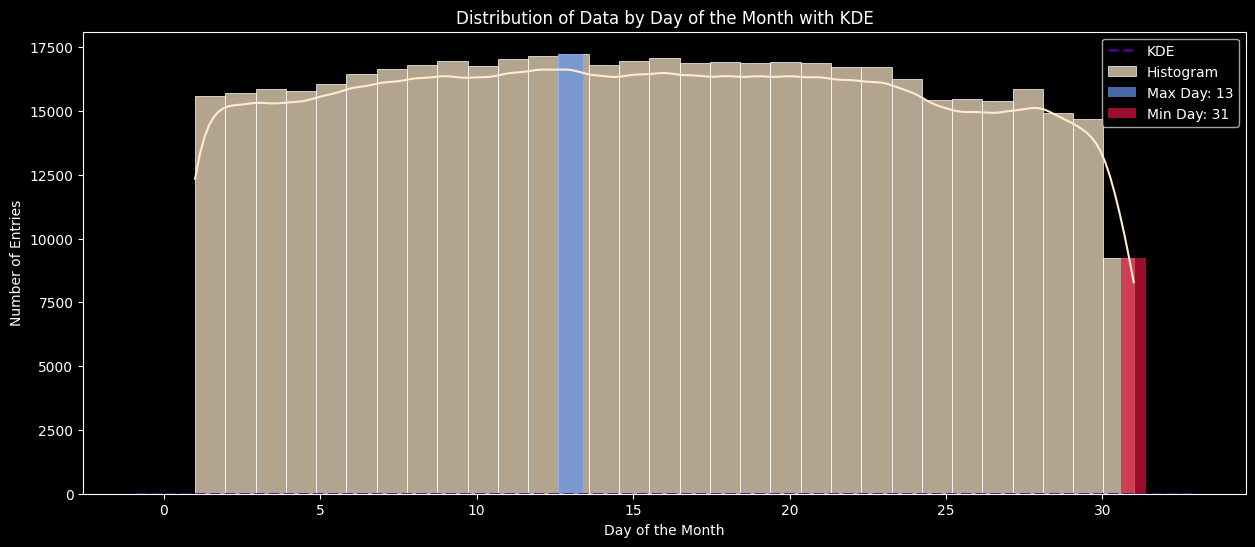 Distribution of Data by Day of the Month with KDE
17500
15000
12500
10000
7500
5000
2500
0
Number of Entries
KDE
Histogram
Max Day: 13
Min Day: 31
0 5 10 15 20 25 30
Day of the Month